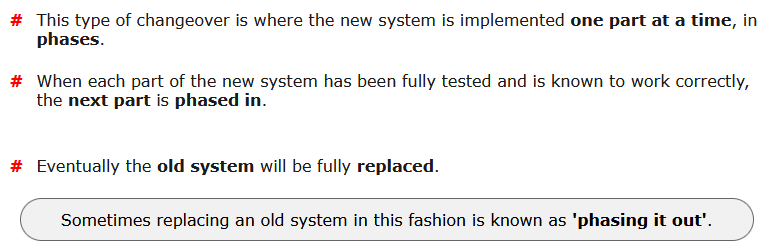 # This type of changeover is where the new system is implemented one part at a time, in
phases.
# When each part of the new system has been fully tested and is known to work correctly,
the next part is phased in.
# Eventually the old system will be fully replaced.
Sometimes replacing an old system in this fashion is known as 'phasing it out'.